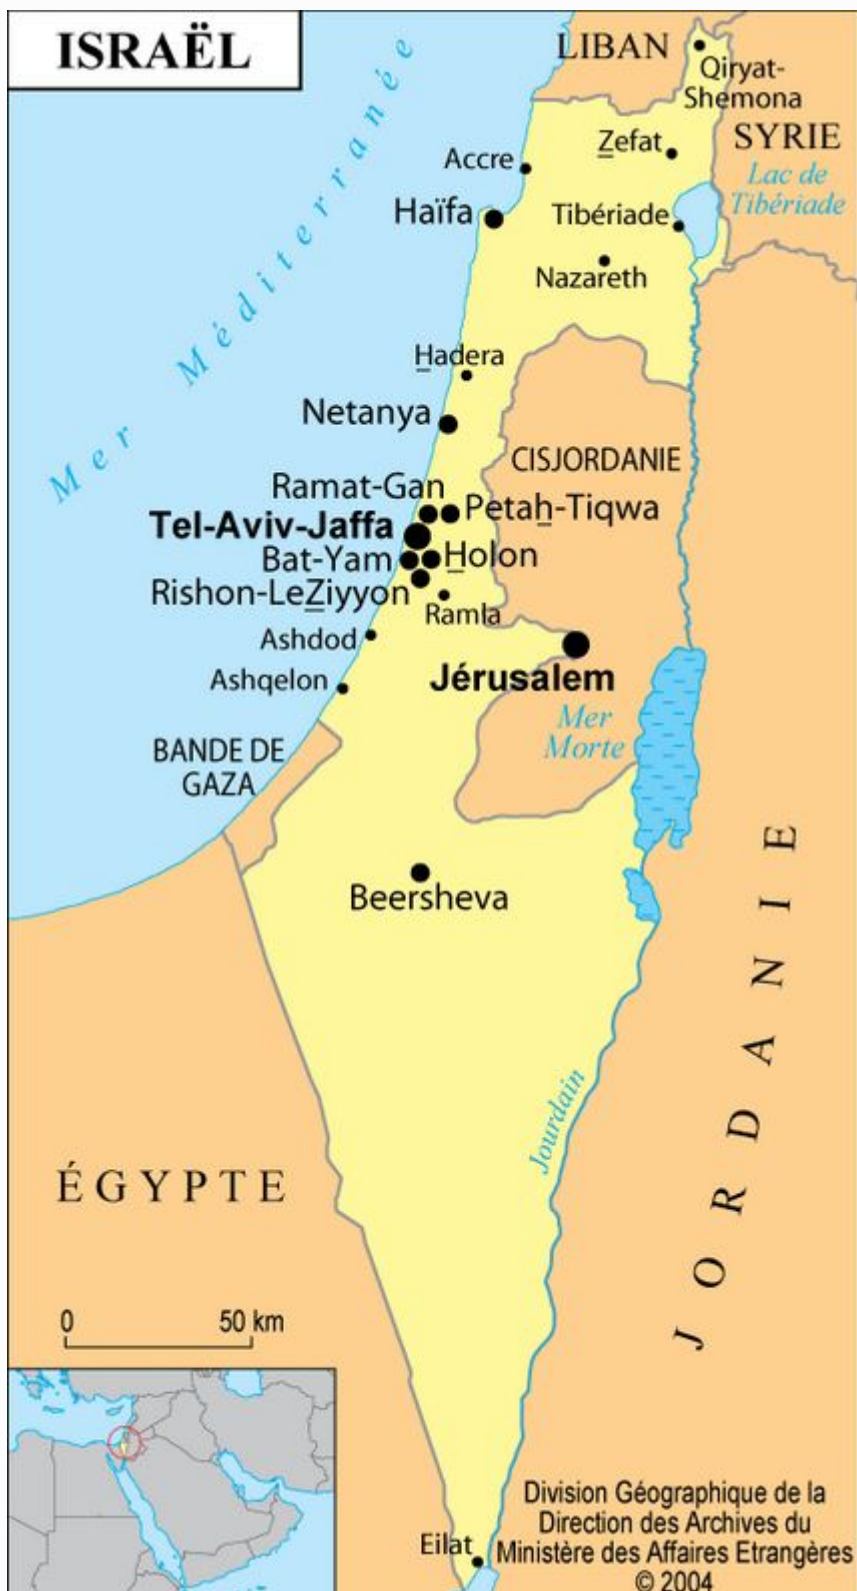 ISRAËL
LIBAN
Qiryat-
Shemona
SYRIE
Zefat
Accre
Lac de
Tibériade
Haïfa
Tibériade
Nazareth
Mer Méditerranée
Hadera
Netanya
CISJORDANIE
Ramat-Gan
Petah-Tiqwa
Tel-Aviv-Jaffa
Bat-Yam
Holon
Rishon-LeZiyyon
Ramla
Ashdod
Jérusalem
Ashqelon
Mer
Morte
BANDE DE
GAZA
Beersheva
JORDANIE
Jourdain
ÉGYPTE
0 50 km
Eilat
Division Géographique de la
Direction des Archives du
Ministère des Affaires Etrangères
© 2004